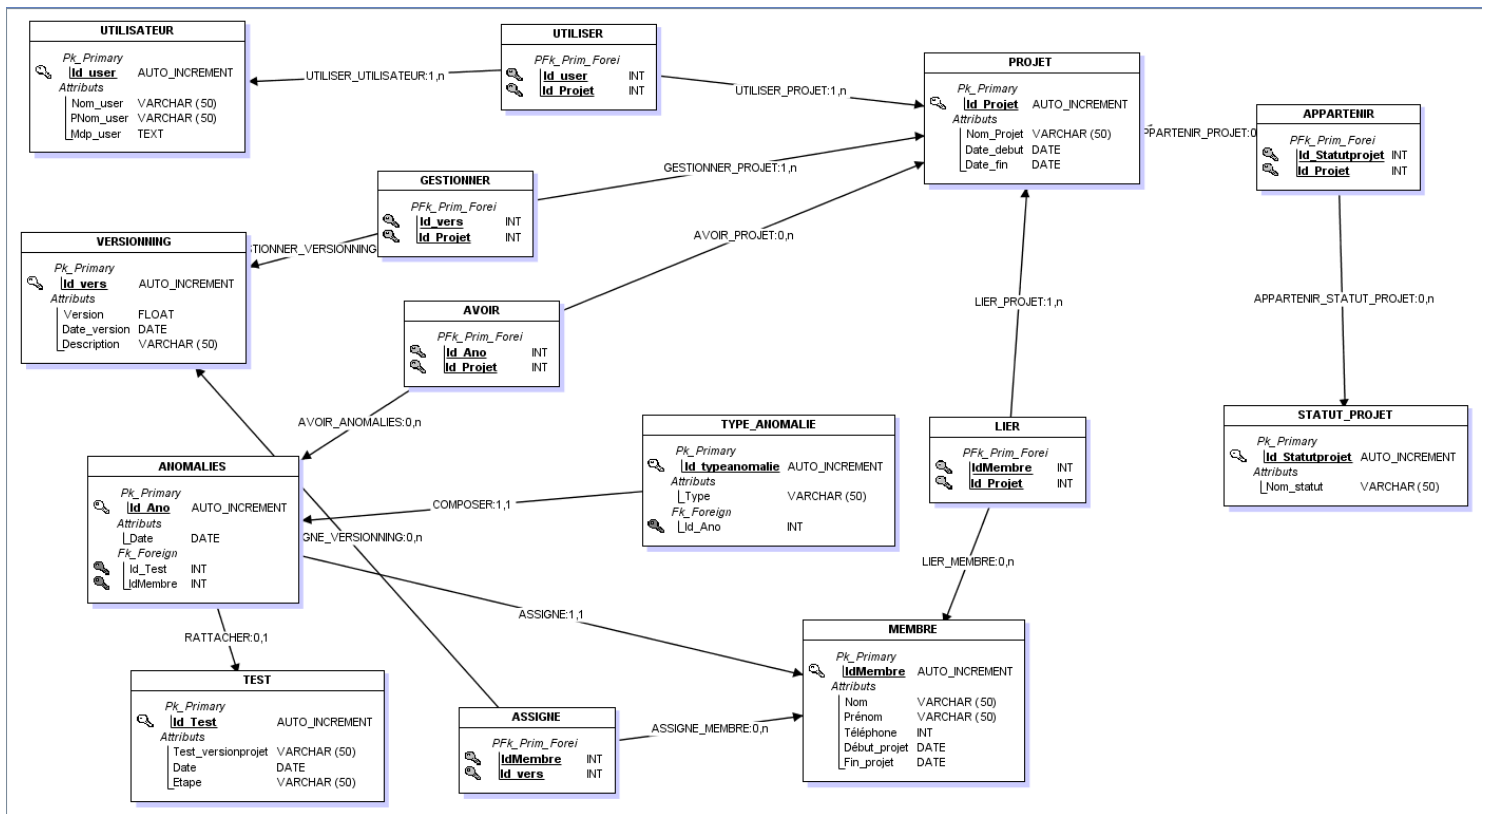 UTILISATEUR
Pk_Primary
Id_user AUTO_INCREMENT
Attributs
Nom_user VARCHAR (50)
PNom_user VARCHAR (50)
Mdp_user TEXT
UTILISER_UTILISATEUR:1,n
UTILISER
PFk_Prim_Forei
Id_user INT
Id_Projet INT
UTILISER_PROJET:1,n
PROJET
Pk_Primary
Id_Projet AUTO_INCREMENT
Attributs
Nom_Projet VARCHAR (50)
Date_debut DATE
Date_fin DATE
PPARTENIR_PROJET:0
APPARTENIR
PFk_Prim_Forei
Id_Statutprojet INT
Id_Projet INT
GESTIONNER
PFk_Prim_Forei
Id_vers INT
Id_Projet INT
GESTIONNER_PROJET:1,n
STIONNER_VERSIONNING
VERSIONNING
Pk_Primary
Id_vers AUTO_INCREMENT
Attributs
Version FLOAT
Date_version DATE
Description VARCHAR (50)
AVOIR_PROJET:0,n
AVOIR
PFk_Prim_Forei
Id_Ano INT
Id_Projet INT
LIER_PROJET:1,n
APPARTENIR_STATUT_PROJET:0,n
AVOIR_ANOMALIES:0,n
TYPE_ANOMALIE
Pk_Primary
Id_typeanomalie AUTO_INCREMENT
Attributs
Type VARCHAR (50)
Fk_Foreign
Id_Ano INT
LIER
PFk_Prim_Forei
IdMembre INT
Id_Projet INT
STATUT_PROJET
Pk_Primary
Id_Statutprojet AUTO_INCREMENT
Attributs
Nom_statut VARCHAR (50)
ANOMALIES
Pk_Primary
Id_Ano AUTO_INCREMENT
Attributs
Date DATE
Fk_Foreign
Id_Test INT
IdMembre INT
COMPOSER:1,1
GNE_VERSIONNING:0,n
LIER_MEMBRE:0,n
ASSIGNE:1,1
RATTACHER:0,1
TEST
Pk_Primary
Id_Test AUTO_INCREMENT
Attributs
Test_versionprojet VARCHAR (50)
Date DATE
Etape VARCHAR (50)
ASSIGNE
PFk_Prim_Forei
IdMembre INT
Id_vers INT
ASSIGNE_MEMBRE:0,n
MEMBRE
Pk_Primary
IdMembre AUTO_INCREMENT
Attributs
Nom VARCHAR (50)
Prénom VARCHAR (50)
Téléphone INT
Début_projet DATE
Fin_projet DATE